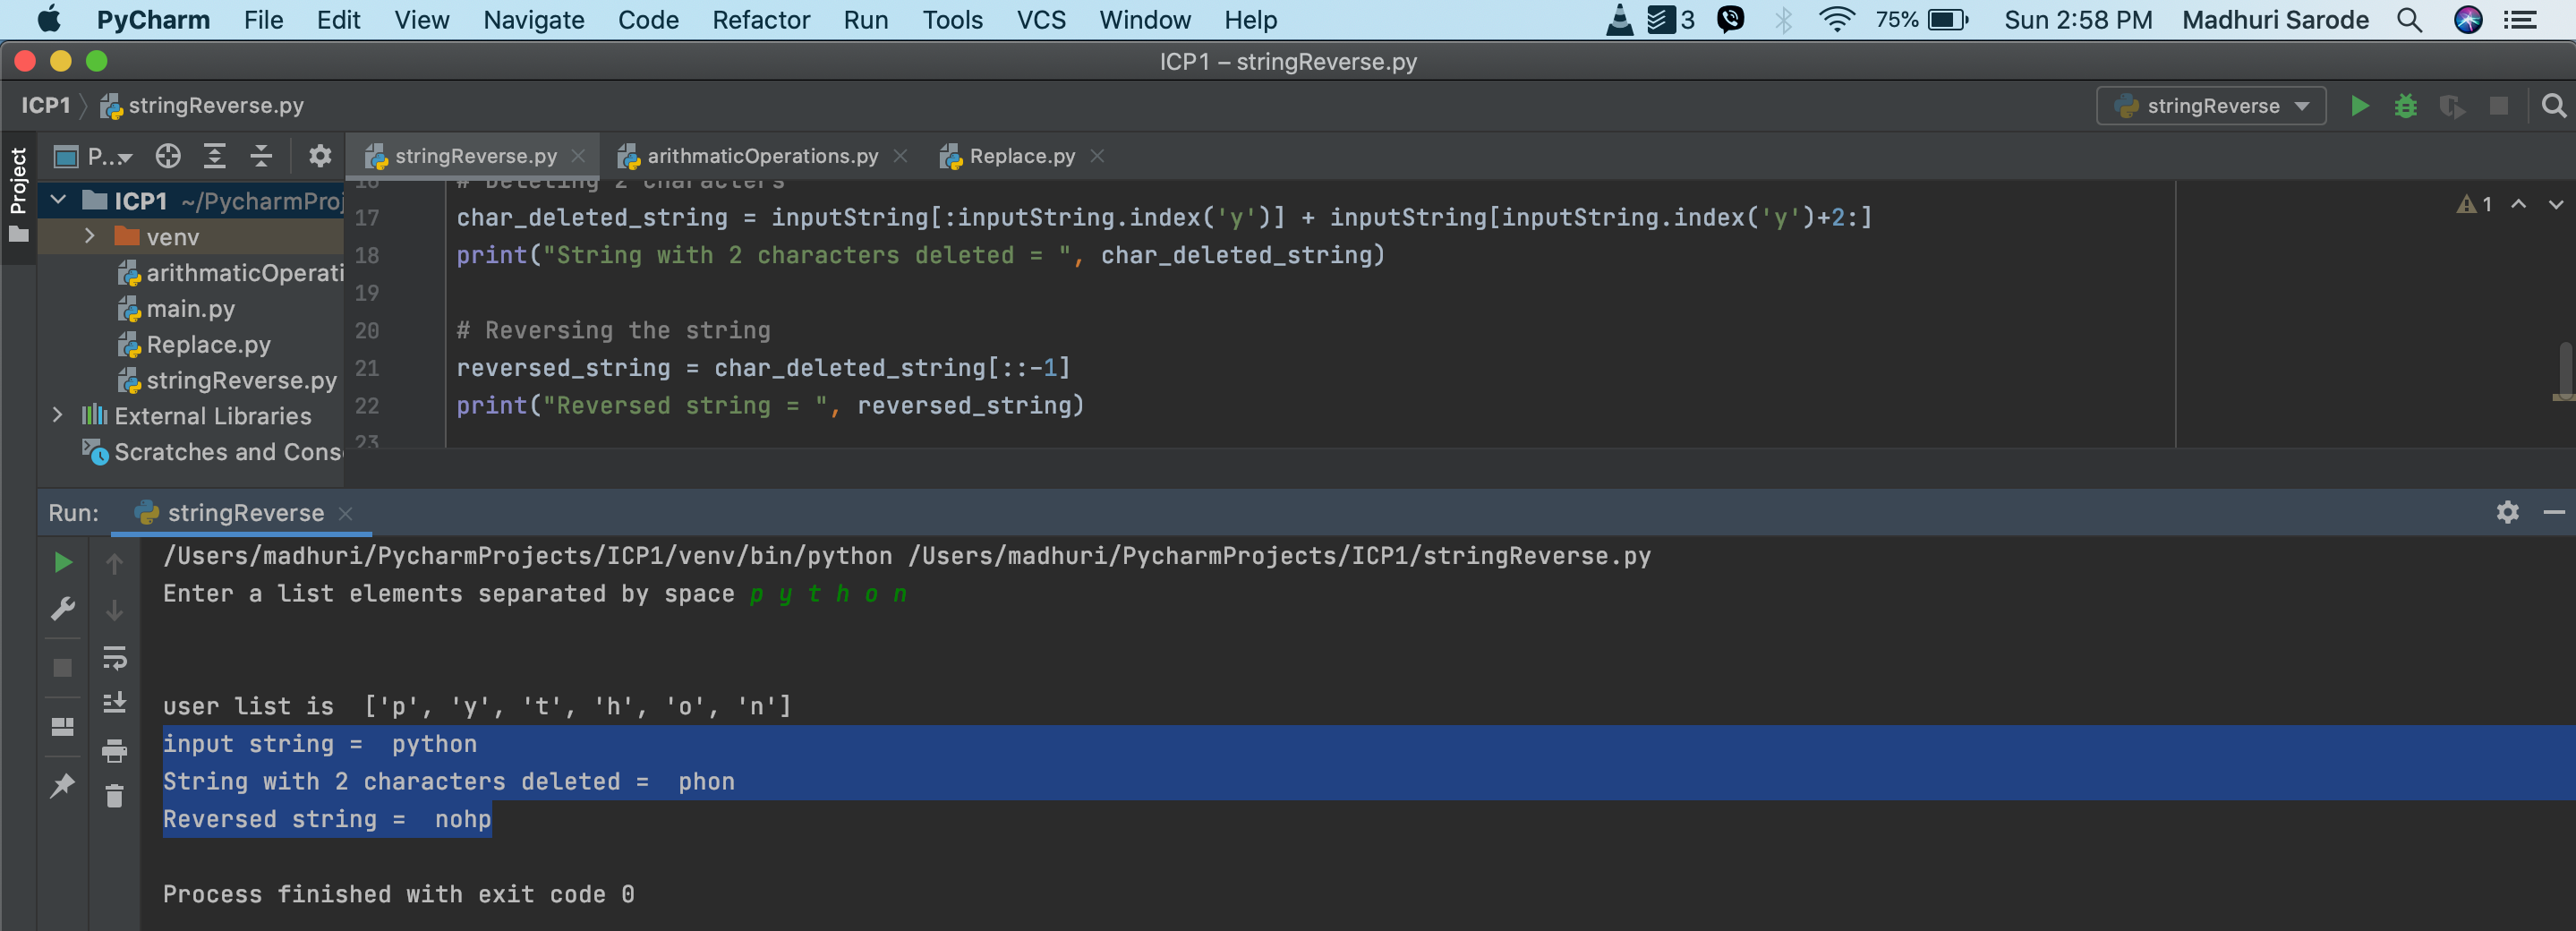 PyCharm File Edit View Navigate Code Refactor Run Tools VCS Window Help 3 75% Sun 2:58 PM Madhuri Sarode
ICP1 – stringReverse.py
ICP1 stringReverse.py stringReverse
Project
P... stringReverse.py arithmaticOperations.py Replace.py
ICP1 ~/PycharmProj
venv
arithmaticOperati
main.py
Replace.py
stringReverse.py
External Libraries
Scratches and Cons
16 # Deleting 2 characters
17 char_deleted_string = inputString[:inputString.index('y')] + inputString[inputString.index('y')+2:]
18 print("String with 2 characters deleted = ", char_deleted_string)
19
20 # Reversing the string
21 reversed_string = char_deleted_string[::-1]
22 print("Reversed string = ", reversed_string)
23
1
Run: stringReverse
/Users/madhuri/PycharmProjects/ICP1/venv/bin/python /Users/madhuri/PycharmProjects/ICP1/stringReverse.py
Enter a list elements separated by space p y t h o n
user list is  ['p', 'y', 't', 'h', 'o', 'n']
input string =  python
String with 2 characters deleted =  phon
Reversed string =  nohp
Process finished with exit code 0